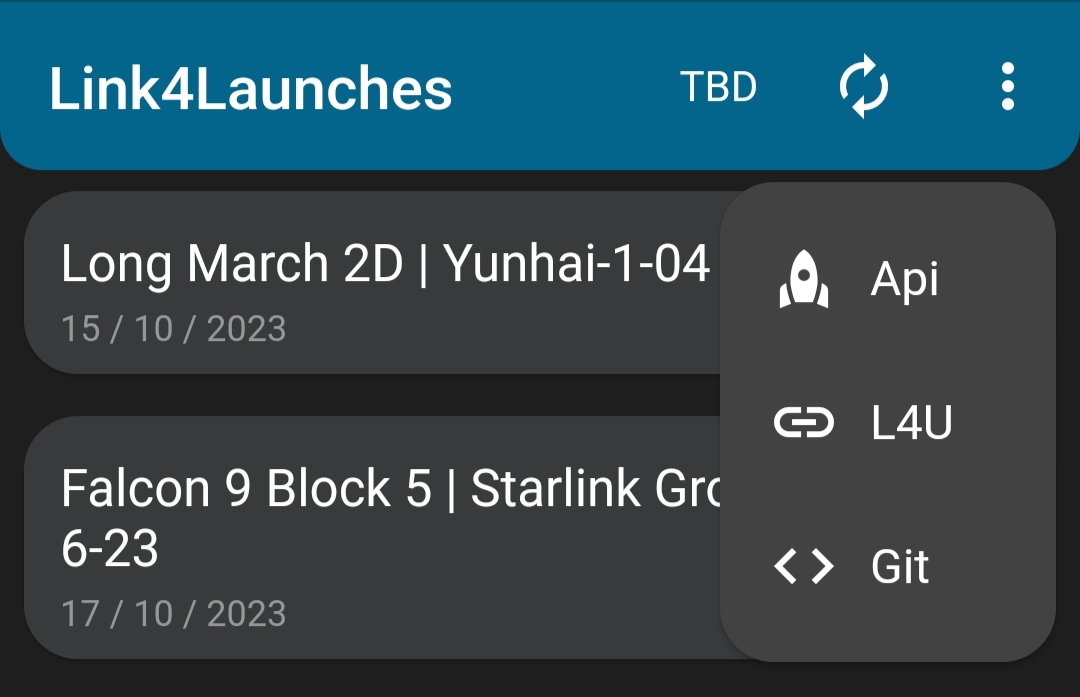 Link4Launches
TBD
Long March 2D | Yunhai-1-04
15 / 10 / 2023
Falcon 9 Block 5 | Starlink
6-23
17 / 10 / 2023
Api
L4U
Git